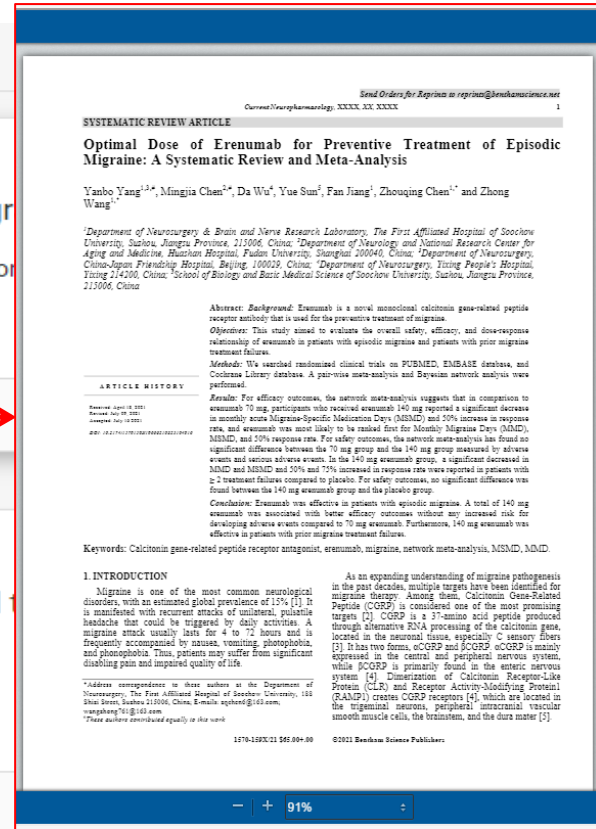 Send Orders for Reprints to reprints@benthamscience.net
Current Neuropharmacology, XXXX, XX, XXXX
1
SYSTEMATIC REVIEW ARTICLE
Optimal Dose of Erenumab for Preventive Treatment of Episodic
Migraine: A Systematic Review and Meta-Analysis
Yanbo Yang1,3,#, Mingjia Chen2,#, Da Wu4, Yue Sun5, Fan Jiang1, Zhouqing Chen1,* and Zhong
Wang1,*
1Department of Neurosurgery & Brain and Nerve Research Laboratory, The First Affiliated Hospital of Soochow
University, Suzhou, Jiangsu Province, 215006, China; 2Department of Neurology and National Research Center for
Aging and Medicine, Huashan Hospital, Fudan University, Shanghai 200040, China; 3Department of Neurosurgery,
China-Japan Friendship Hospital, Beijing, 100029, China; 4Department of Neurosurgery, Yixing People's Hospital,
Yixing 214200, China; 5School of Biology and Basic Medical Science of Soochow University, Suzhou, Jiangsu Province,
215006, China
Abstract: Background: Erenumab is a novel monoclonal calcitonin gene-related peptide
receptor antibody that is used for the preventive treatment of migraine.
Objectives: This study aimed to evaluate the overall safety, efficacy, and dose-response
relationship of erenumab in patients with episodic migraine and patients with prior migraine
treatment failures.
Methods: We searched randomized clinical trials on PUBMED, EMBASE database, and
Cochrane Library database. A pair-wise meta-analysis and Bayesian network analysis were
performed.
Results: For efficacy outcomes, the network meta-analysis suggests that in comparison to
erenumab 70 mg, participants who received erenumab 140 mg reported a significant decrease
in monthly acute Migraine-Specific Medication Days (MSMD) and 50% increase in response
rate, and erenumab was most likely to be ranked first for Monthly Migraine Days (MMD),
MSMD, and 50% response rate. For safety outcomes, the network meta-analysis has found no
significant difference between the 70 mg group and the 140 mg group measured by adverse
events and serious adverse events. In the 140 mg erenumab group, a significant decreased in
MMD and MSMD and 50% and 75% increased in response rate were reported in patients with
≥ 2 treatment failures compared to placebo. For safety outcomes, no significant difference was
found between the 140 mg erenumab group and the placebo group.
Conclusion: Erenumab was effective in patients with episodic migraine. A total of 140 mg
erenumab was associated with better efficacy outcomes without any increased risk for
developing adverse events compared to 70 mg erenumab. Furthermore, 140 mg erenumab was
effective in patients with prior migraine treatment failures.
ARTICLE HISTORY
Keywords: Calcitonin gene-related peptide receptor antagonist, erenumab, migraine, network meta-analysis, MSMD, MMD.
1. INTRODUCTION
Migraine is one of the most common neurological
disorders, with an estimated global prevalence of 15% [1]. It
is manifested with recurrent attacks of unilateral, pulsatile
headache that could be triggered by daily activities. A
migraine attack usually lasts for 4 to 72 hours and is
frequently accompanied by nausea, vomiting, photophobia,
and phonophobia. Thus, patients may suffer from significant
disabling pain and impaired quality of life.
*Address correspondence to these authors at the Department of
Neurosurgery, The First Affiliated Hospital of Soochow University, 188
Shizi Street, Suzhou 215006, China; E-mails: zqchend@163.com;
wangzhong761@163.com
#These authors contributed equally to this work
As an expanding understanding of migraine pathogenesis
in the past decades, multiple targets have been identified for
migraine therapy. Among them, Calcitonin Gene-Related
Peptide (CGRP) is considered one of the most promising
targets [2]. CGRP is a 37-amino acid peptide produced
through alternative RNA processing of the calcitonin gene,
located in the neuronal tissue, especially C sensory fibers
[3]. It has two forms, αCGRP and βCGRP. αCGRP is mainly
expressed in the central and peripheral nervous system,
while βCGRP is primarily found in the enteric nervous
system [4]. Dimerization of Calcitonin Receptor-Like
Protein (CLR) and Receptor Activity-Modifying Protein1
(RAMP1) creates CGRP receptors [4], which are located in
the trigeminal neurons, peripheral intracranial vascular
smooth muscle cells, the brainstem, and the dura mater [5].
1570-159X/21 $65.00+.00
©2021 Bentham Science Publishers
91%